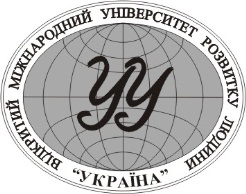 ВІДКРИТИЙ МІЖНАРОДНИЙ УНІВЕРСИТЕТ РОЗВИТКУ ЛЮДИНИ
УУ
“УКРАЇНА”